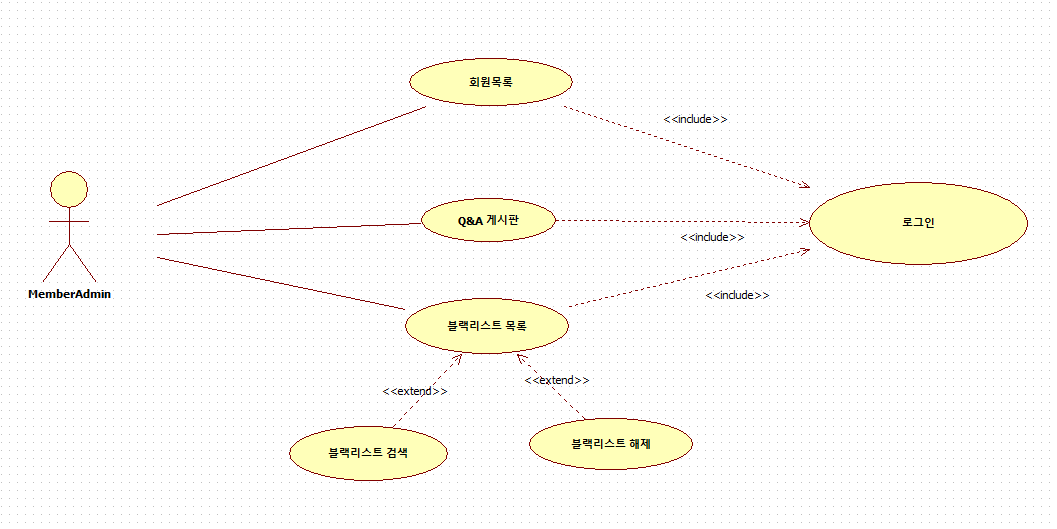 회원목록
<<include>>
Q&A 게시판
<<include>>
로그인
MemberAdmin
<<include>>
블랙리스트 목록
<<extend>>
<<extend>>
블랙리스트 검색
블랙리스트 해제